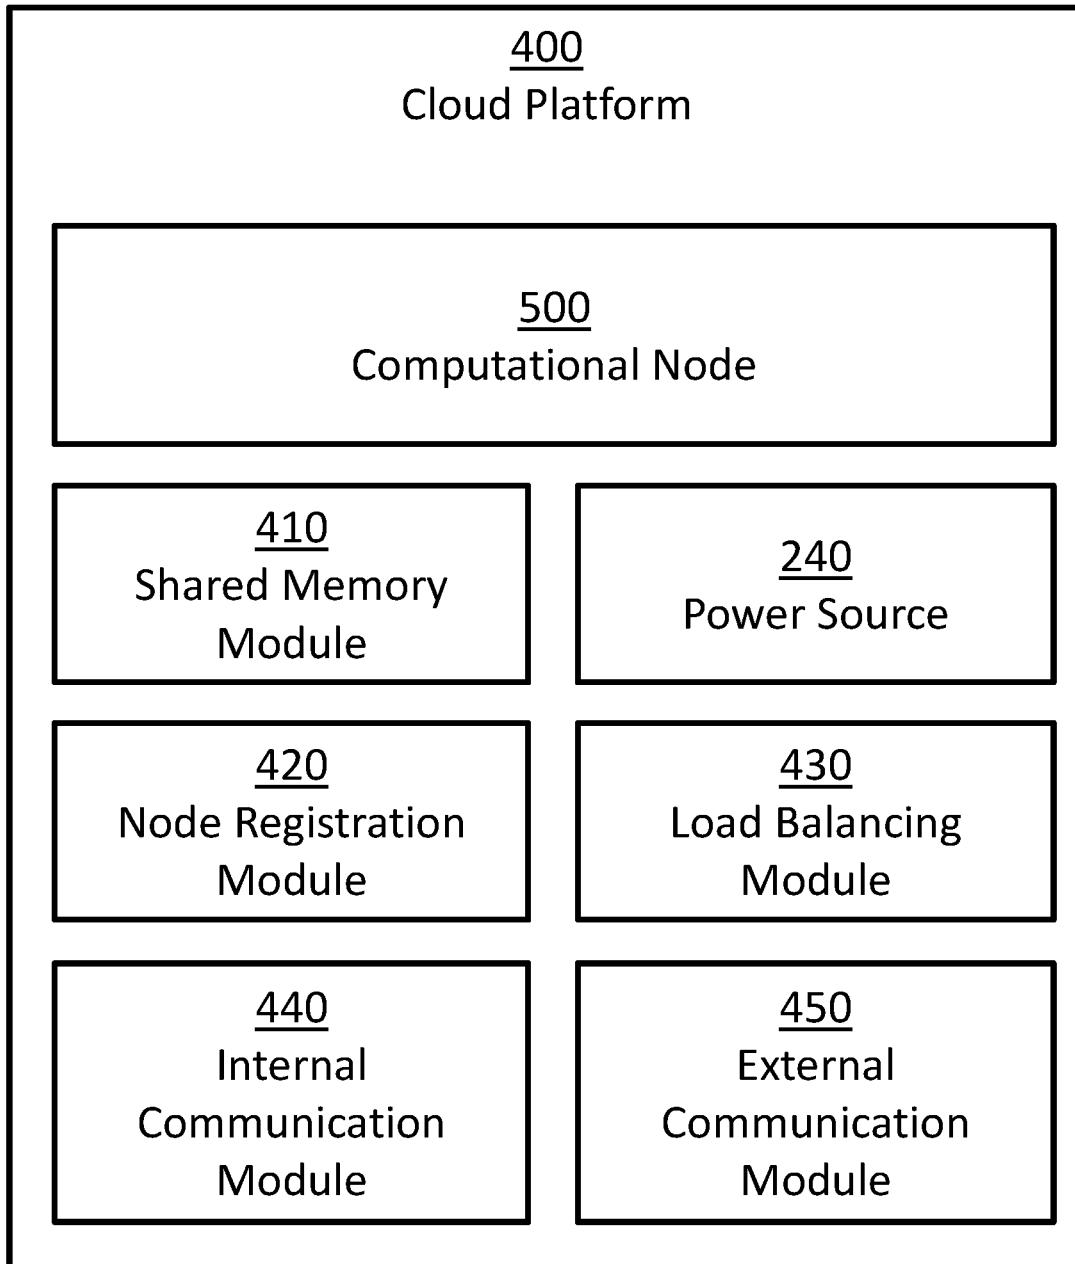 400
Cloud Platform
500
Computational Node
410
Shared Memory
Module
240
Power Source
420
Node Registration
Module
430
Load Balancing
Module
440
Internal
Communication
Module
450
External
Communication
Module